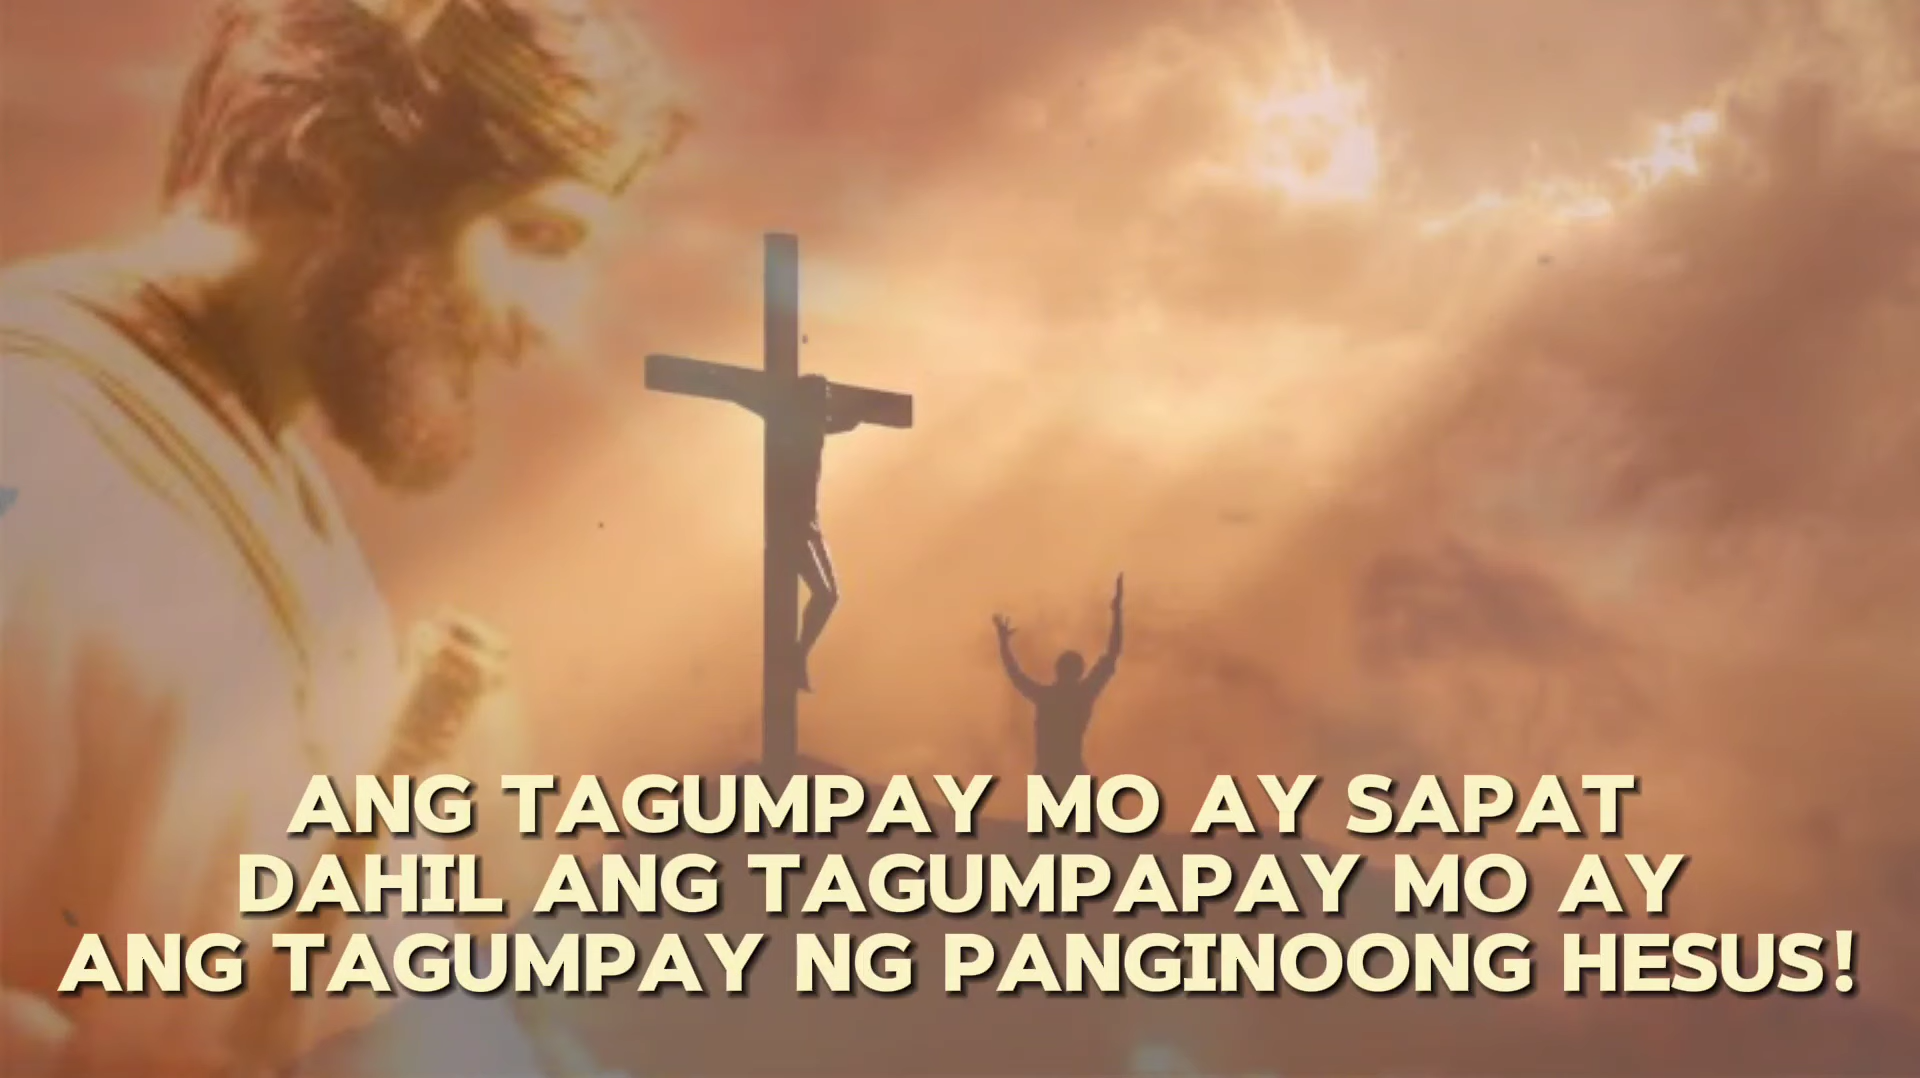 ANG TAGUMPAY MO AY SAPAT
DAHIL ANG TAGUMPAPAY MO AY
ANG TAGUMPAY NG PANGINOONG HESUS!